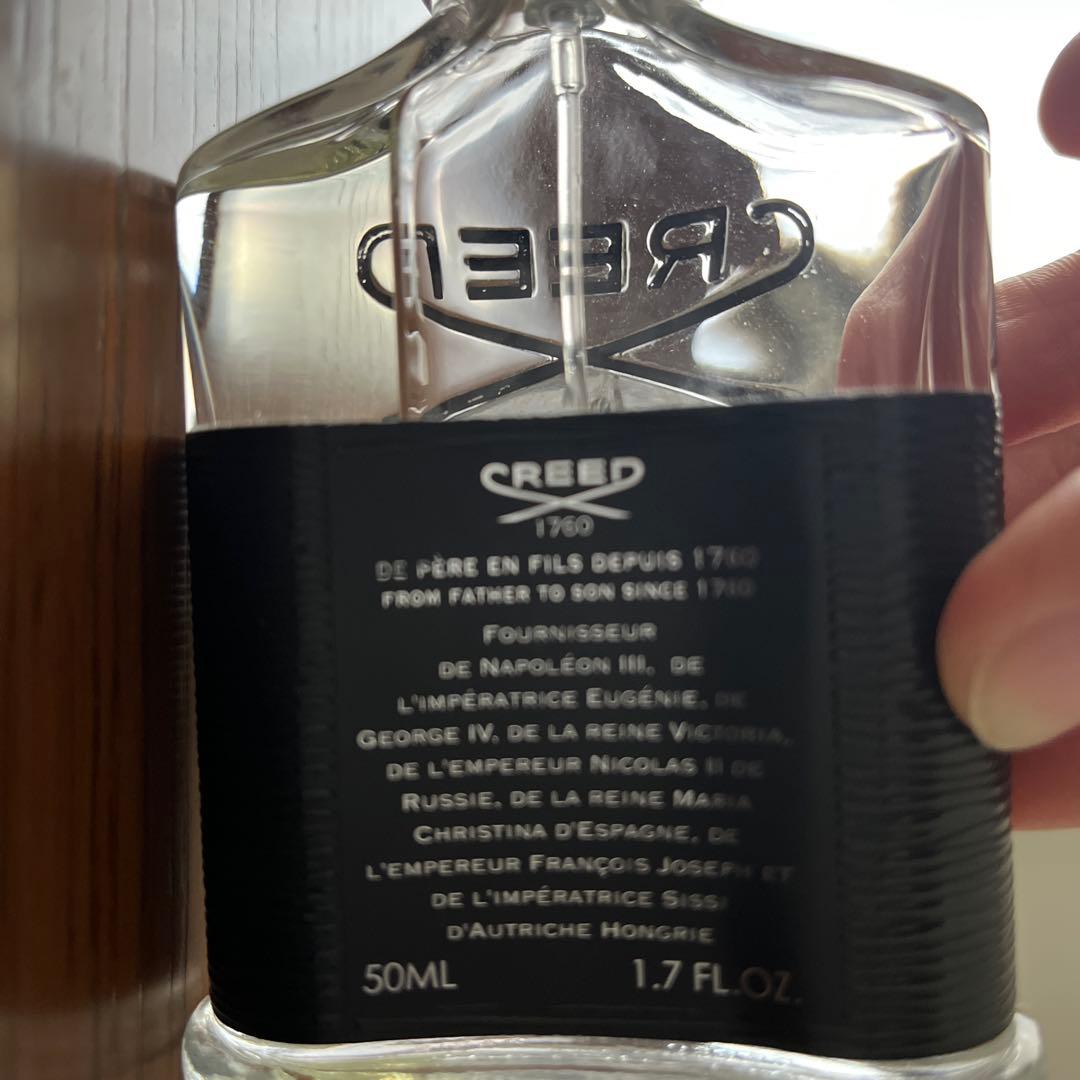 CREED
CREED
1760
DE PÈRE EN FILS DEPUIS 1760
FROM FATHER TO SON SINCE 1760
FOURNISSEUR
DE NAPOLÉON III, DE
L'IMPÉRATRICE EUGÉNIE, DE
GEORGE IV, DE LA REINE VICTORIA,
DE L'EMPEREUR NICOLAS II DE
RUSSIE, DE LA REINE MARIA
CHRISTINA D'ESPAGNE, DE
L'EMPEREUR FRANÇOIS JOSEPH ET
DE L'IMPÉRATRICE SISSI
D'AUTRICHE HONGRIE
50ML 1.7 FL.OZ.